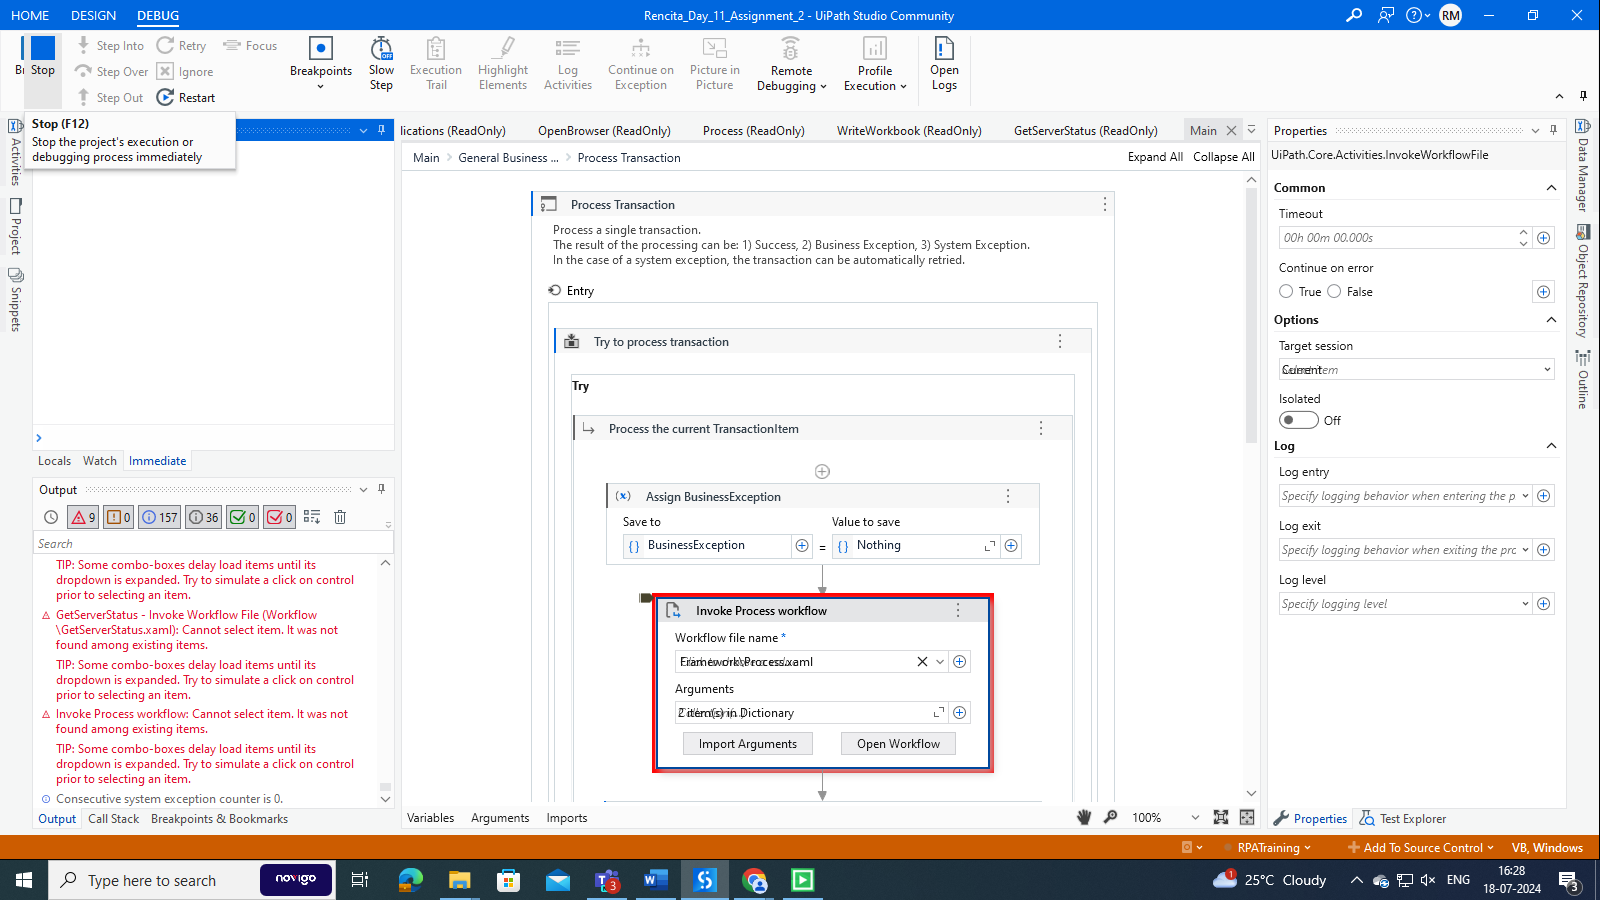 HOME DESIGN DEBUG
Rencita_Day_11_Assignment_2 - UiPath Studio Community
RM
Stop
Step Into
Step Over
Step Out
Retry
Ignore
Restart
Focus
Breakpoints
Slow
Step
Execution
Trail
Highlight
Elements
Log
Activities
Continue on
Exception
Picture in
Picture
Remote
Debugging
Profile
Execution
Open
Logs
Stop (F12)
Stop the project's execution or
debugging process immediately
Activities
Project
Snippets
lications (ReadOnly) OpenBrowser (ReadOnly) Process (ReadOnly) WriteWorkbook (ReadOnly) GetServerStatus (ReadOnly) Main
Main > General Business ... > Process Transaction
Expand All Collapse All
Process Transaction
Process a single transaction.
The result of the processing can be: 1) Success, 2) Business Exception, 3) System Exception.
In the case of a system exception, the transaction can be automatically retried.
Entry
Try to process transaction
Try
Process the current TransactionItem
Assign BusinessException
Save to Value to save
BusinessException = Nothing
Invoke Process workflow
Workflow file name *
Framework\Process.xaml
Arguments
2 item(s) in Dictionary
Import Arguments Open Workflow
Variables Arguments Imports
100%
Locals Watch Immediate
Output
9 0 157 36 0 0
Search
TIP: Some combo-boxes delay load items until its
dropdown is expanded. Try to simulate a click on control
prior to selecting an item.
GetServerStatus - Invoke Workflow File (Workflow
\GetServerStatus.xaml): Cannot select item. It was not
found among existing items.
TIP: Some combo-boxes delay load items until its
dropdown is expanded. Try to simulate a click on control
prior to selecting an item.
Invoke Process workflow: Cannot select item. It was not
found among existing items.
TIP: Some combo-boxes delay load items until its
dropdown is expanded. Try to simulate a click on control
prior to selecting an item.
Consecutive system exception counter is 0.
Output Call Stack Breakpoints & Bookmarks
Properties
UiPath.Core.Activities.InvokeWorkflowFile
Common
Timeout
00h 00m 00.000s
Continue on error
True False
Options
Target session
Current
Isolated
Off
Log
Log entry
Specify logging behavior when entering the p
Log exit
Specify logging behavior when exiting the prc
Log level
Specify logging level
Properties Test Explorer
Data Manager
Object Repository
Outline
RPATraining Add To Source Control VB, Windows
Type here to search
novigo
3
1
25°C Cloudy
ENG
16:28
18-07-2024
3